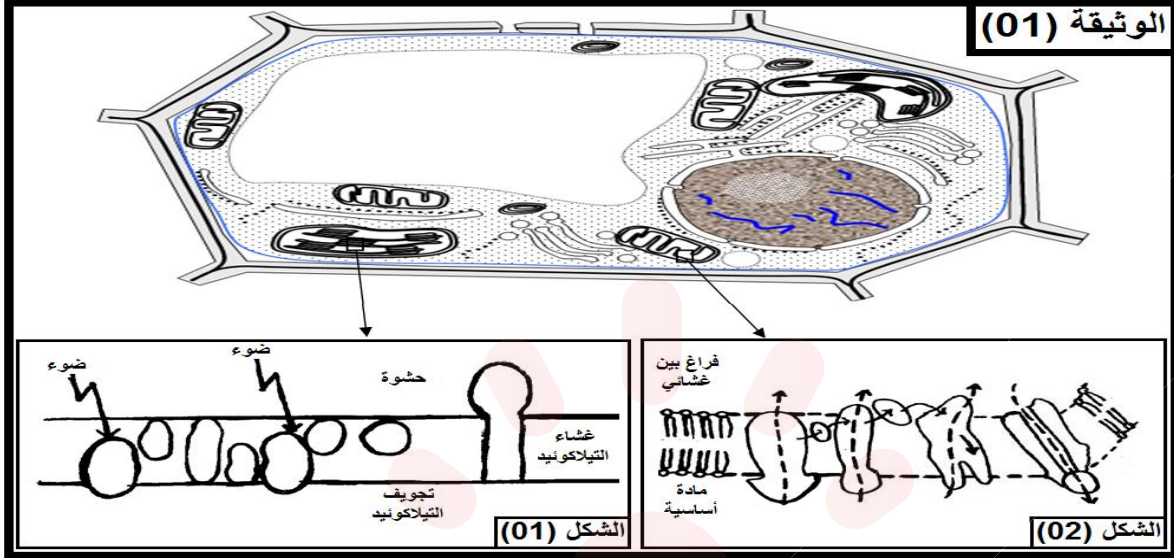 الوثيقة (01)
ضوء
ضوء
حشوة
غشاء
التيلاكوئيد
تجويف
التيلاكوئيد
الشكل (01)
فراغ بين
غشائي
مادة
أساسية
الشكل (02)